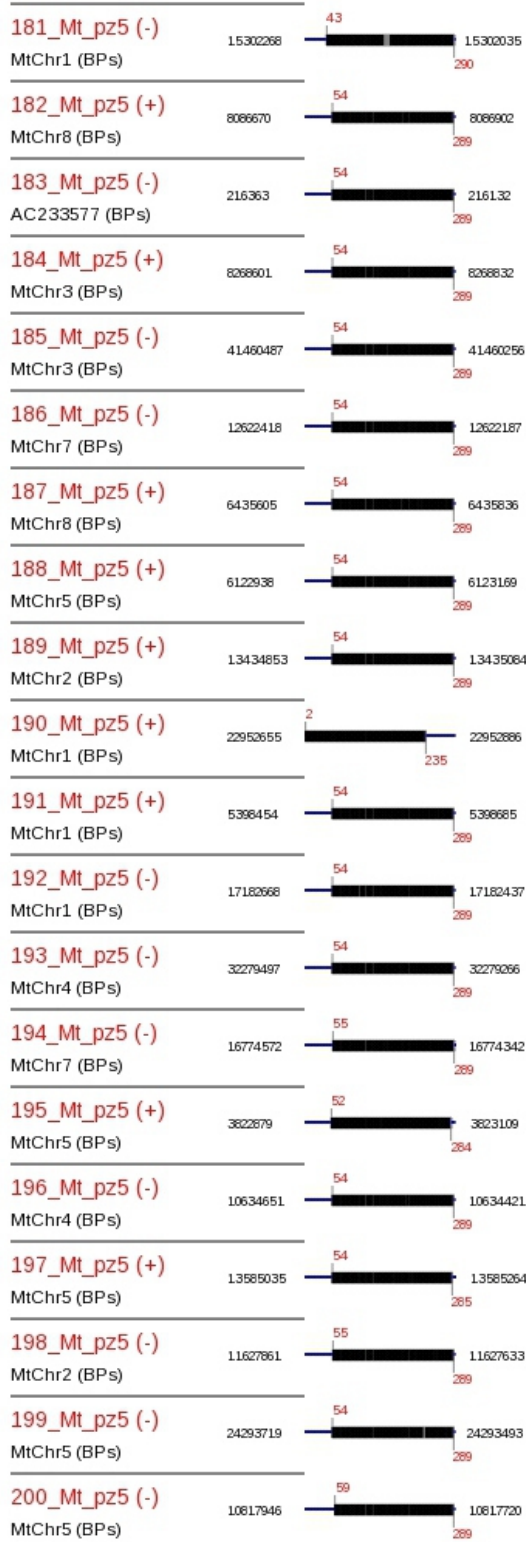 181_Mt_pz5 (-) 43
15302268 15302035
MtChr1 (BPs) 290
182_Mt_pz5 (+) 54
8086670 8086902
MtChr8 (BPs) 289
183_Mt_pz5 (-) 54
216363 216132
AC233577 (BPs) 289
184_Mt_pz5 (+) 54
8268601 8268832
MtChr3 (BPs) 289
185_Mt_pz5 (-) 54
41460487 41460256
MtChr3 (BPs) 289
186_Mt_pz5 (-) 54
12622418 12622187
MtChr7 (BPs) 289
187_Mt_pz5 (+) 54
6435605 6435836
MtChr8 (BPs) 289
188_Mt_pz5 (+) 54
6122938 6123169
MtChr5 (BPs) 289
189_Mt_pz5 (+) 54
13434853 13435084
MtChr2 (BPs) 289
190_Mt_pz5 (+) 2
22952655 22952886
MtChr1 (BPs) 235
191_Mt_pz5 (+) 54
5398454 5398685
MtChr1 (BPs) 289
192_Mt_pz5 (-) 54
17182668 17182437
MtChr1 (BPs) 289
193_Mt_pz5 (-) 54
32279497 32279266
MtChr4 (BPs) 289
194_Mt_pz5 (-) 55
16774572 16774342
MtChr7 (BPs) 289
195_Mt_pz5 (+) 52
3822879 3823109
MtChr5 (BPs) 284
196_Mt_pz5 (-) 54
10634651 10634421
MtChr4 (BPs) 289
197_Mt_pz5 (+) 54
13585035 13585264
MtChr5 (BPs) 285
198_Mt_pz5 (-) 55
11627861 11627633
MtChr2 (BPs) 289
199_Mt_pz5 (-) 54
24293719 24293493
MtChr5 (BPs) 289
200_Mt_pz5 (-) 59
10817946 10817720
MtChr5 (BPs) 289